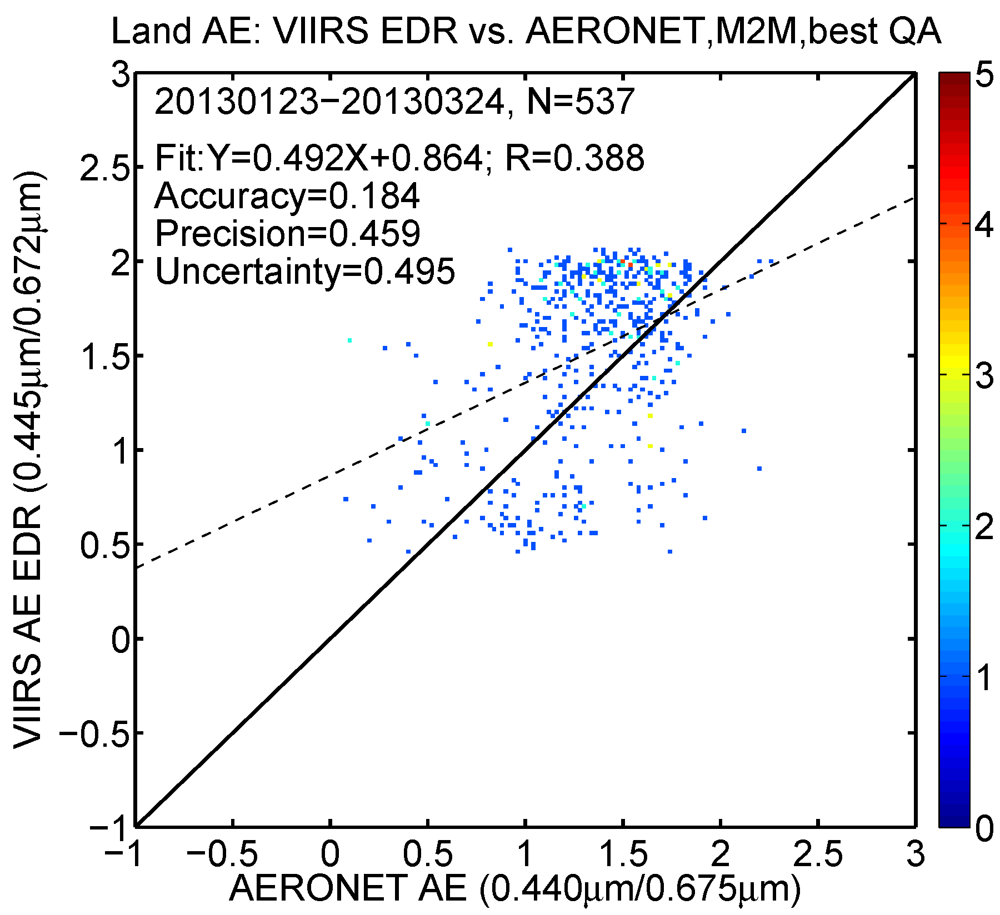 Land AE: VIIRS EDR vs. AERONET,M2M,best QA
20130123−20130324, N=537
Fit:Y=0.492X+0.864; R=0.388
Accuracy=0.184
Precision=0.459
Uncertainty=0.495
VIIRS AE EDR (0.445μm/0.672μm)
3
2.5
2
1.5
1
0.5
0
−0.5
−1
−1 −0.5 0 0.5 1 1.5 2 2.5 3
AERONET AE (0.440μm/0.675μm)
5
4
3
2
1
0